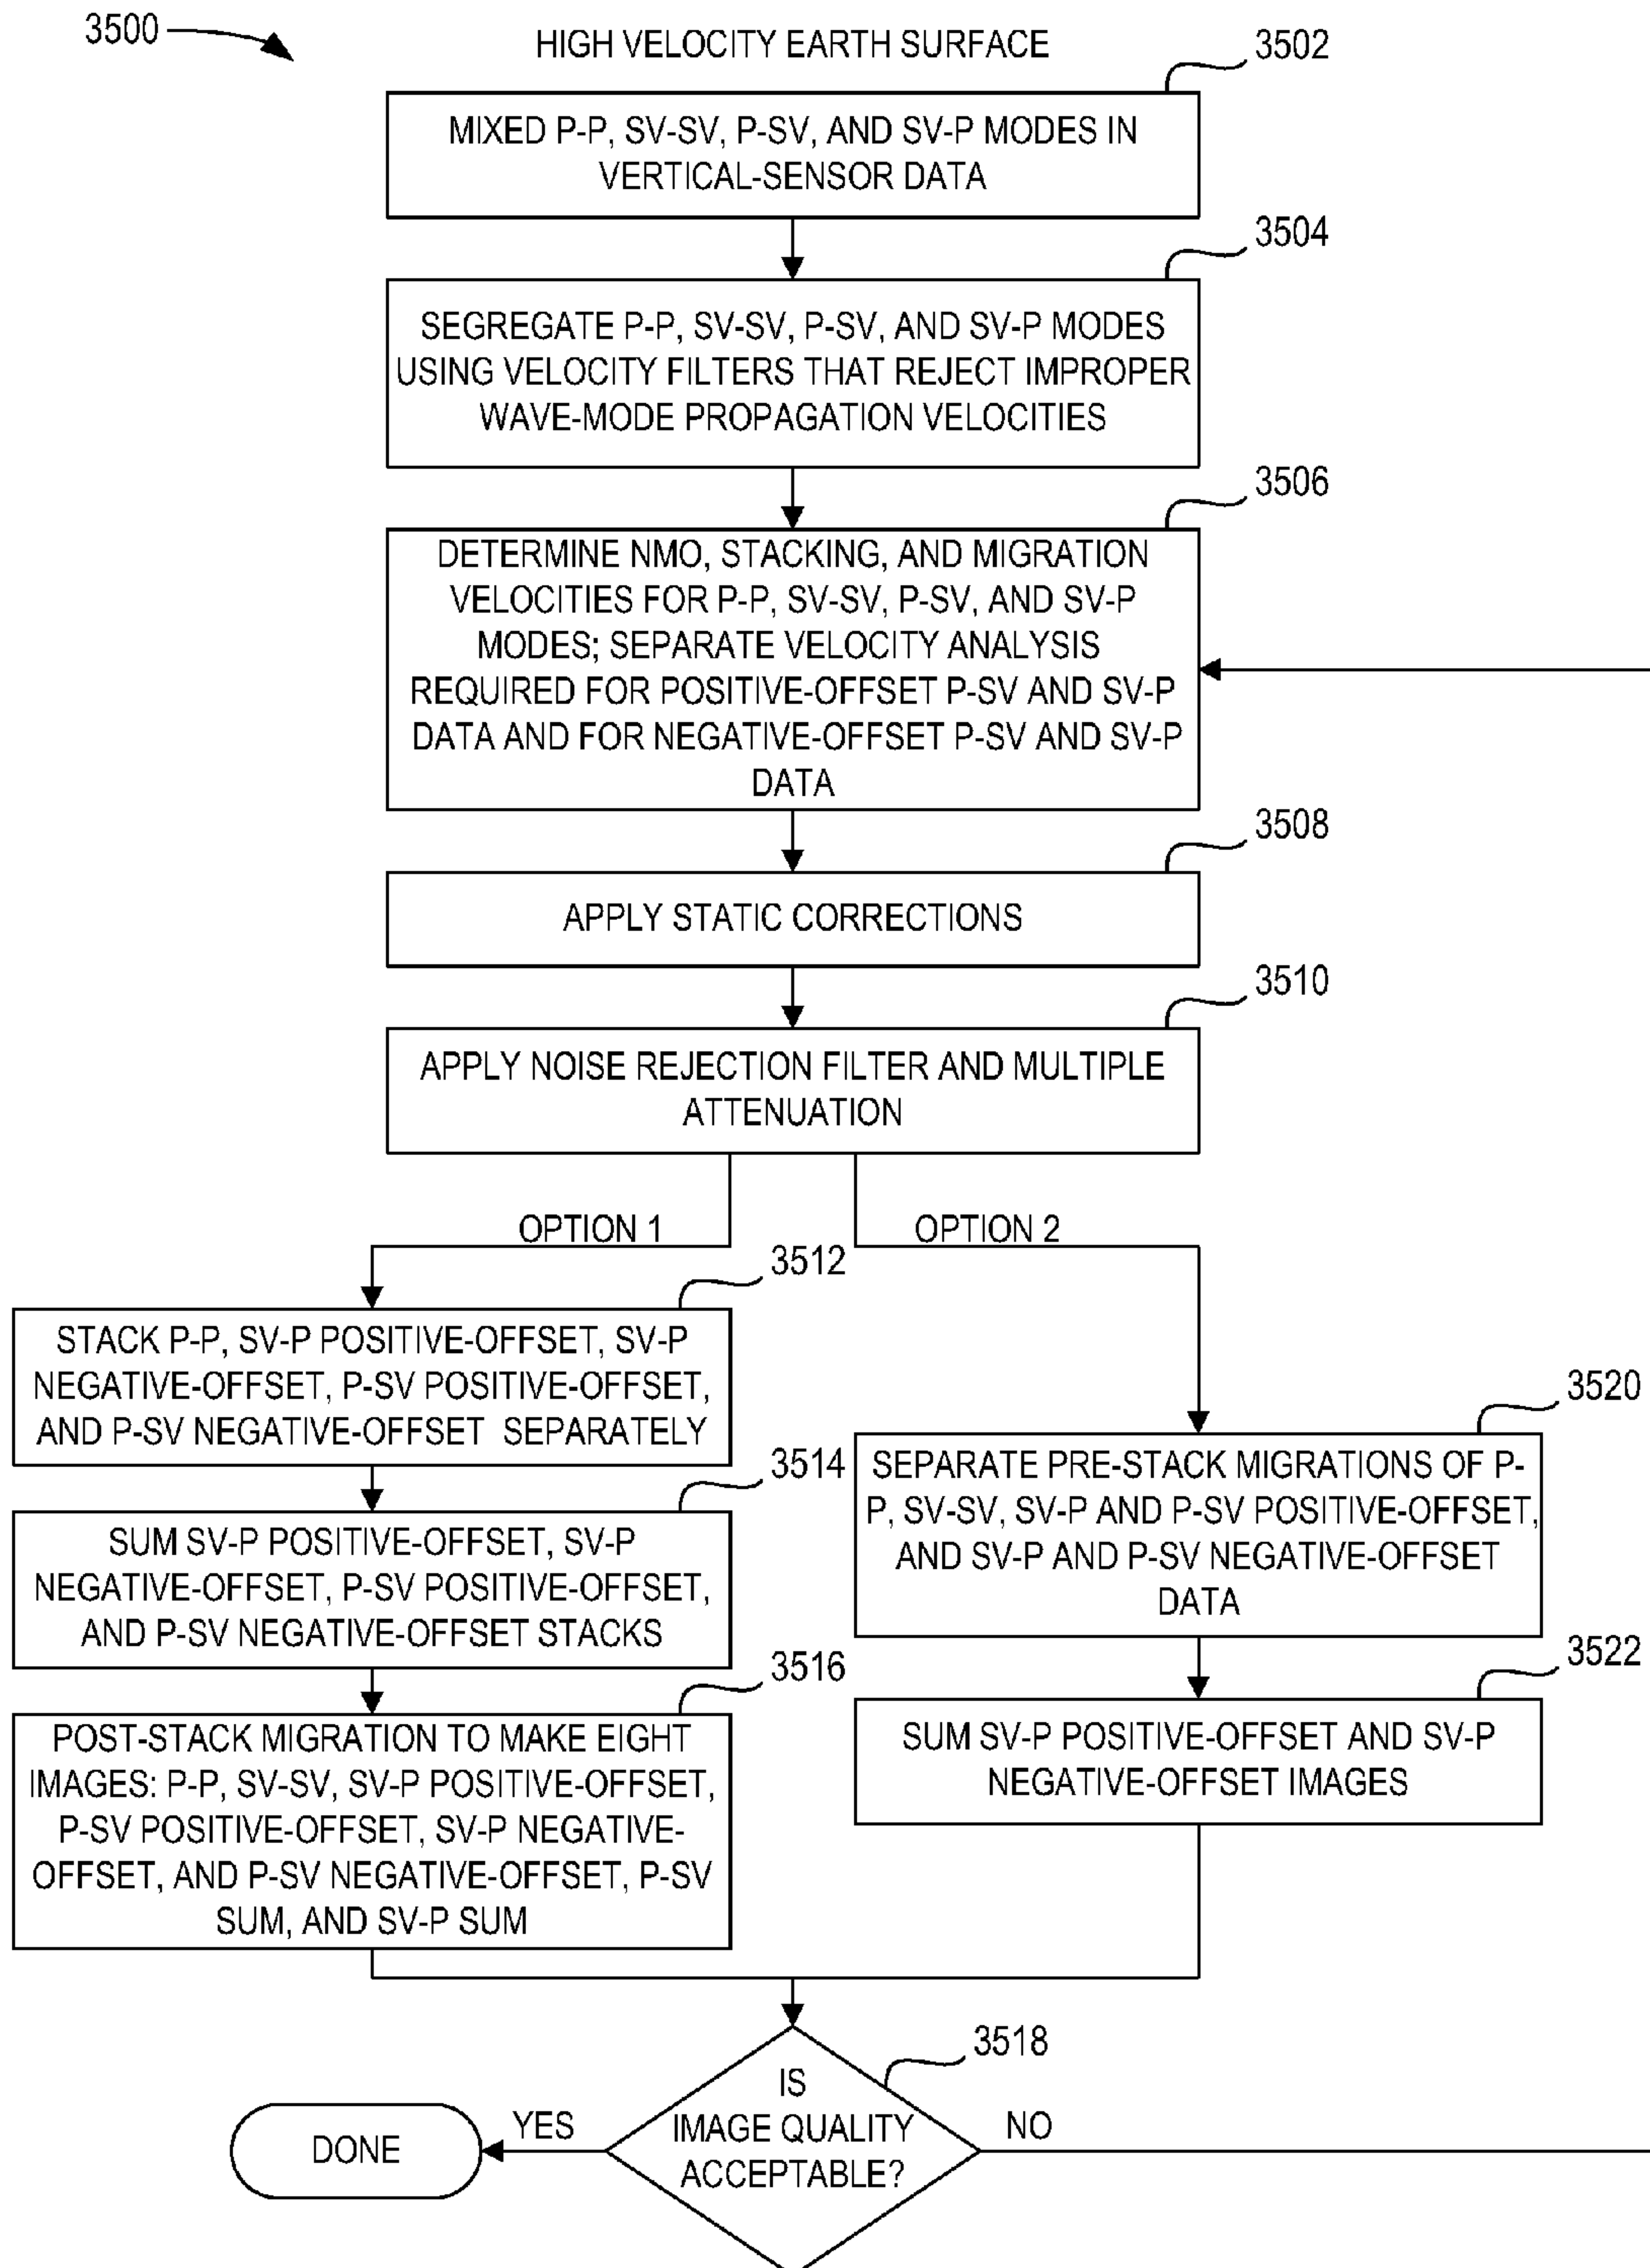 3500
HIGH VELOCITY EARTH SURFACE
3502
MIXED P-P, SV-SV, P-SV, AND SV-P MODES IN
VERTICAL-SENSOR DATA
3504
SEGREGATE P-P, SV-SV, P-SV, AND SV-P MODES
USING VELOCITY FILTERS THAT REJECT IMPROPER
WAVE-MODE PROPAGATION VELOCITIES
3506
DETERMINE NMO, STACKING, AND MIGRATION
VELOCITIES FOR P-P, SV-SV, P-SV, AND SV-P
MODES; SEPARATE VELOCITY ANALYSIS
REQUIRED FOR POSITIVE-OFFSET P-SV AND SV-P
DATA AND FOR NEGATIVE-OFFSET P-SV AND SV-P
DATA
3508
APPLY STATIC CORRECTIONS
3510
APPLY NOISE REJECTION FILTER AND MULTIPLE
ATTENUATION
OPTION 1
OPTION 2
3512
STACK P-P, SV-P POSITIVE-OFFSET, SV-P
NEGATIVE-OFFSET, P-SV POSITIVE-OFFSET,
AND P-SV NEGATIVE-OFFSET SEPARATELY
3514
SUM SV-P POSITIVE-OFFSET, SV-P
NEGATIVE-OFFSET, P-SV POSITIVE-OFFSET,
AND P-SV NEGATIVE-OFFSET STACKS
3516
POST-STACK MIGRATION TO MAKE EIGHT
IMAGES: P-P, SV-SV, SV-P POSITIVE-OFFSET,
P-SV POSITIVE-OFFSET, SV-P NEGATIVE-
OFFSET, AND P-SV NEGATIVE-OFFSET, P-SV
SUM, AND SV-P SUM
3520
SEPARATE PRE-STACK MIGRATIONS OF P-
P, SV-SV, SV-P AND P-SV POSITIVE-OFFSET,
AND SV-P AND P-SV NEGATIVE-OFFSET
DATA
3522
SUM SV-P POSITIVE-OFFSET AND SV-P
NEGATIVE-OFFSET IMAGES
3518
IS
IMAGE QUALITY
ACCEPTABLE?
YES
NO
DONE